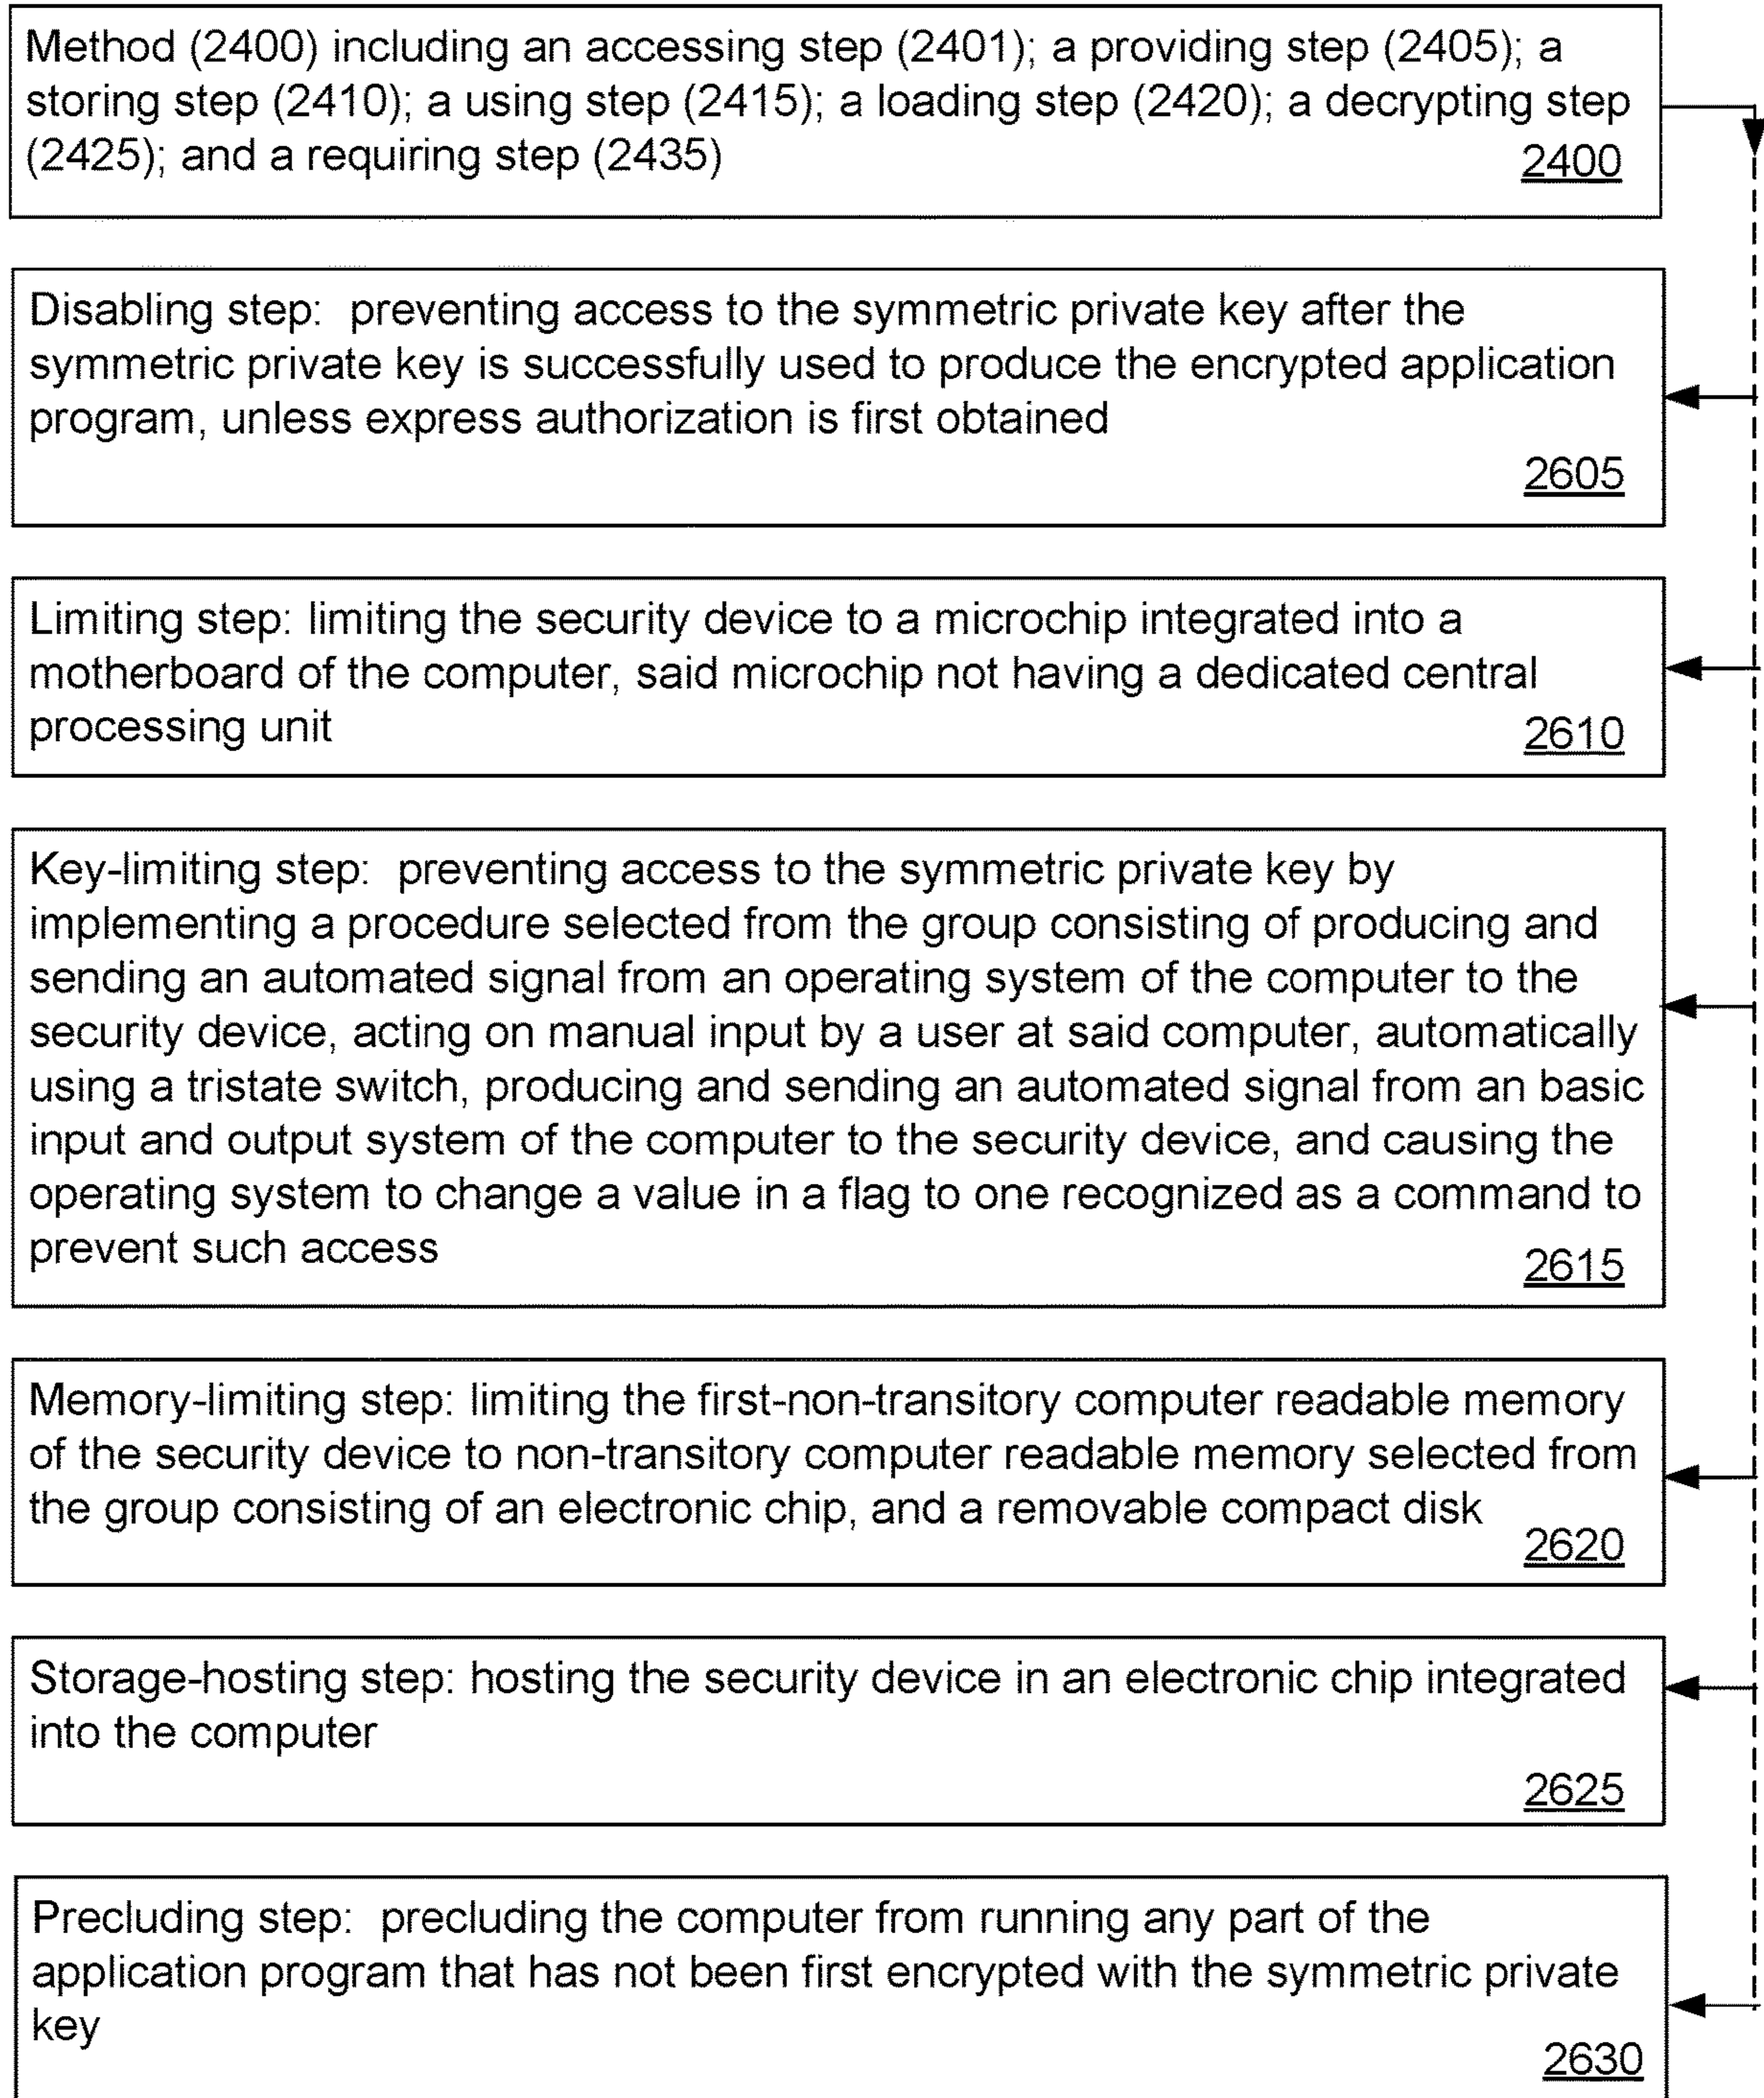 Method (2400) including an accessing step (2401); a providing step (2405); a
storing step (2410); a using step (2415); a loading step (2420); a decrypting step
(2425); and a requiring step (2435)
2400
Disabling step: preventing access to the symmetric private key after the
symmetric private key is successfully used to produce the encrypted application
program, unless express authorization is first obtained
2605
Limiting step: limiting the security device to a microchip integrated into a
motherboard of the computer, said microchip not having a dedicated central
processing unit
2610
Key-limiting step: preventing access to the symmetric private key by
implementing a procedure selected from the group consisting of producing and
sending an automated signal from an operating system of the computer to the
security device, acting on manual input by a user at said computer, automatically
using a tristate switch, producing and sending an automated signal from an basic
input and output system of the computer to the security device, and causing the
operating system to change a value in a flag to one recognized as a command to
prevent such access
2615
Memory-limiting step: limiting the first-non-transitory computer readable memory
of the security device to non-transitory computer readable memory selected from
the group consisting of an electronic chip, and a removable compact disk
2620
Storage-hosting step: hosting the security device in an electronic chip integrated
into the computer
2625
Precluding step: precluding the computer from running any part of the
application program that has not been first encrypted with the symmetric private
key
2630